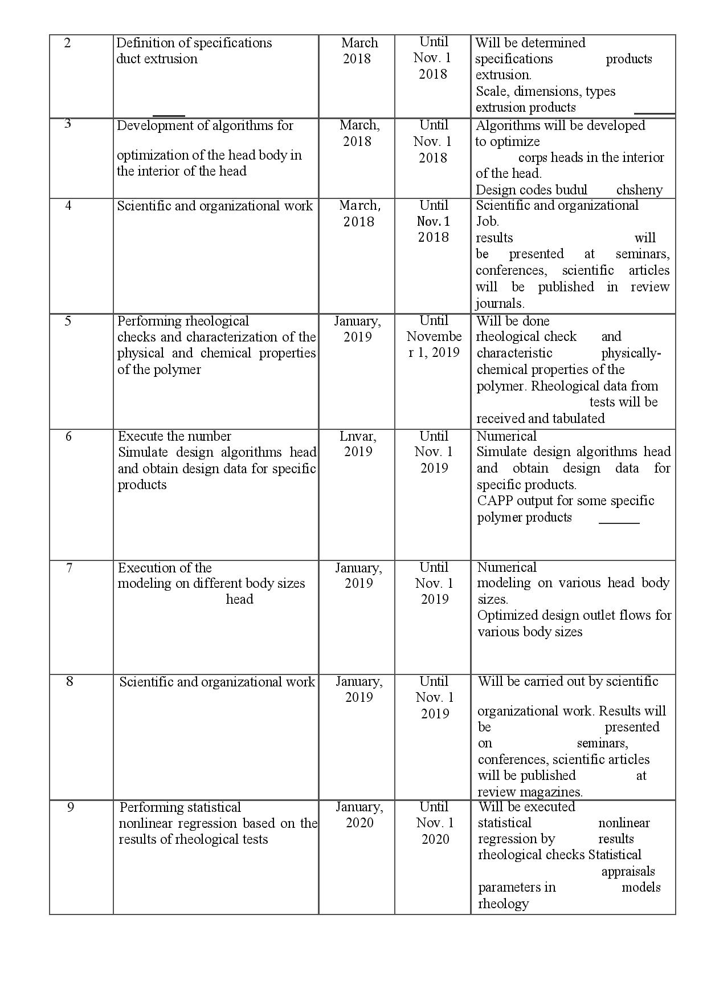 2
Definition of specifications
duct extrusion
March
2018
Until
Nov. 1
2018
Will be determined
specifications products
extrusion.
Scale, dimensions, types
extrusion products
3
Development of algorithms for
optimization of the head body in
the interior of the head
March,
2018
Until
Nov. 1
2018
Algorithms will be developed
to optimize
corps heads in the interior
of the head.
Design codes budul chsheny
4
Scientific and organizational work
March,
2018
Until
Nov. 1
2018
Scientific and organizational
Job.
results will
be presented at seminars,
conferences, scientific articles
will be published in review
journals.
5
Performing rheological
checks and characterization of the
physical and chemical properties
of the polymer
January,
2019
Until
Novembe
r 1, 2019
Will be done
rheological check and
characteristic physically-
chemical properties of the
polymer. Rheological data from
tests will be
received and tabulated
6
Execute the number
Simulate design algorithms head
and obtain design data for specific
products
Lnvar,
2019
Until
Nov. 1
2019
Numerical
Simulate design algorithms head
and obtain design data for
specific products.
CAPP output for some specific
polymer products
7
Execution of the
modeling on different body sizes
head
January,
2019
Until
Nov. 1
2019
Numerical
modeling on various head body
sizes.
Optimized design outlet flows for
various body sizes
8
Scientific and organizational work
January,
2019
Until
Nov. 1
2019
Will be carried out by scientific
organizational work. Results will
be presented
on seminars,
conferences, scientific articles
will be published at
review magazines.
9
Performing statistical
nonlinear regression based on the
results of rheological tests
January,
2020
Until
Nov. 1
2020
Will be executed
statistical nonlinear
regression by results
rheological checks Statistical
appraisals
parameters in models
rheology